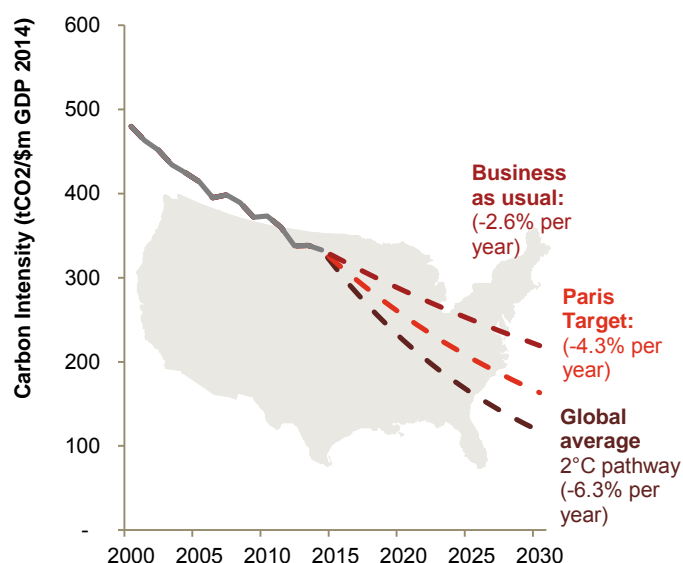 Carbon Intensity (tCO2/$m GDP 2014)
600
500
400
300
200
100
-
2000 2005 2010 2015 2020 2025 2030
Business
as usual:
(-2.6% per
year)
Paris
Target:
(-4.3% per
year)
Global
average
2°C pathway
(-6.3% per
year)